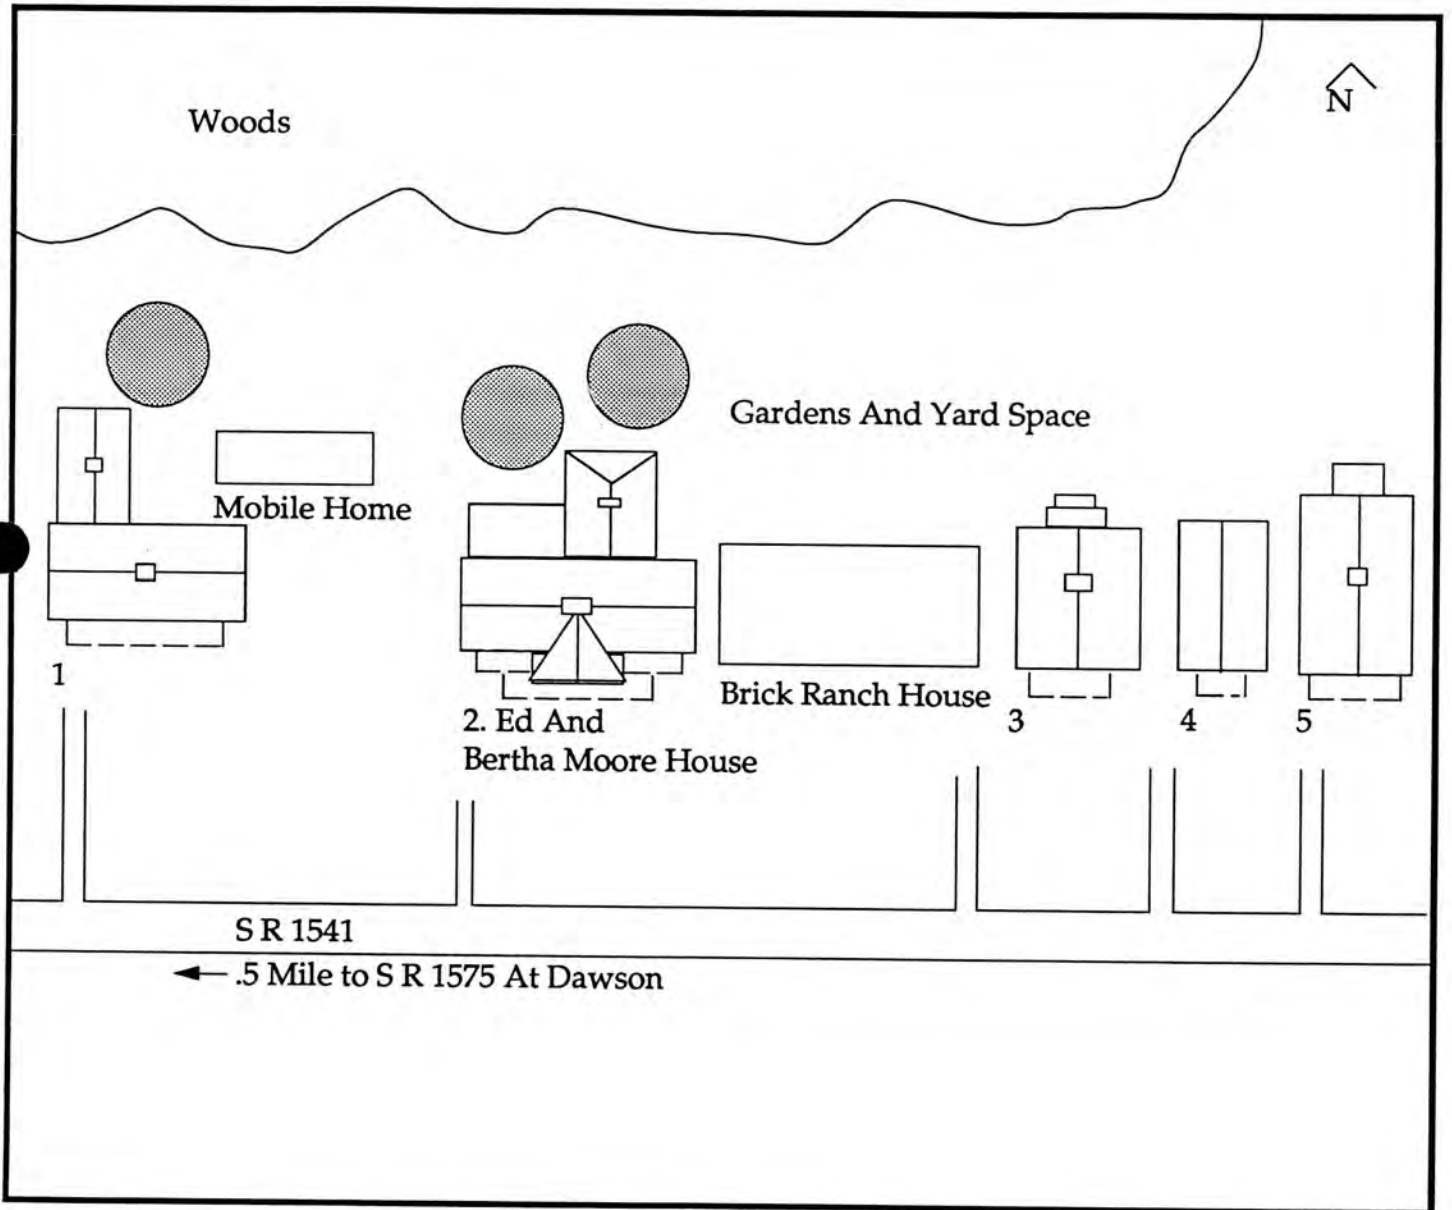 Woods
N
Gardens And Yard Space
Mobile Home
1
2. Ed And
Bertha Moore House
Brick Ranch House
3
4
5
S R 1541
.5 Mile to S R 1575 At Dawson